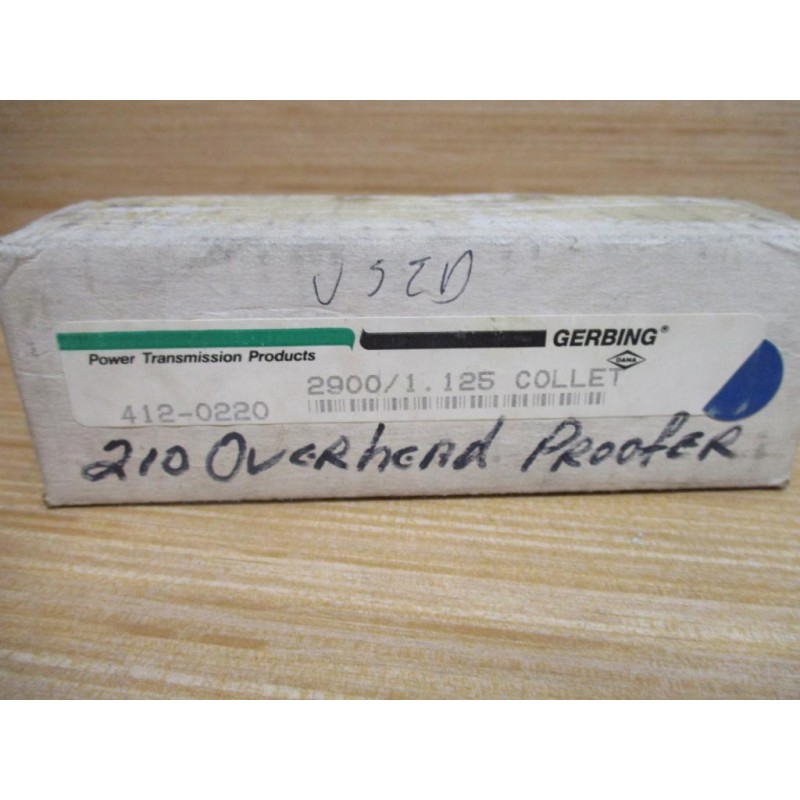 USED
GERBING®
DANA
Power Transmission Products
2900/1.125 COLLET
412-0220
210 OVERhEAD PROOfER